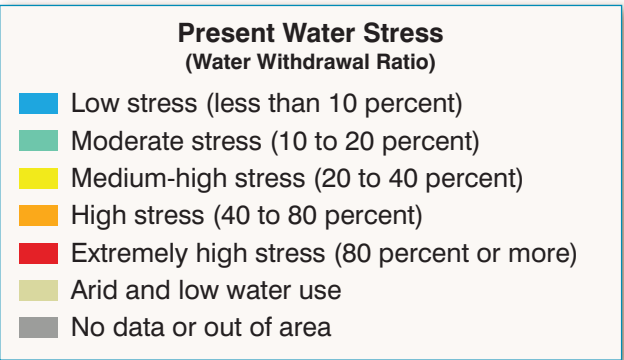 Present Water Stress
(Water Withdrawal Ratio)
Low stress (less than 10 percent)
Moderate stress (10 to 20 percent)
Medium-high stress (20 to 40 percent)
High stress (40 to 80 percent)
Extremely high stress (80 percent or more)
Arid and low water use
No data or out of area